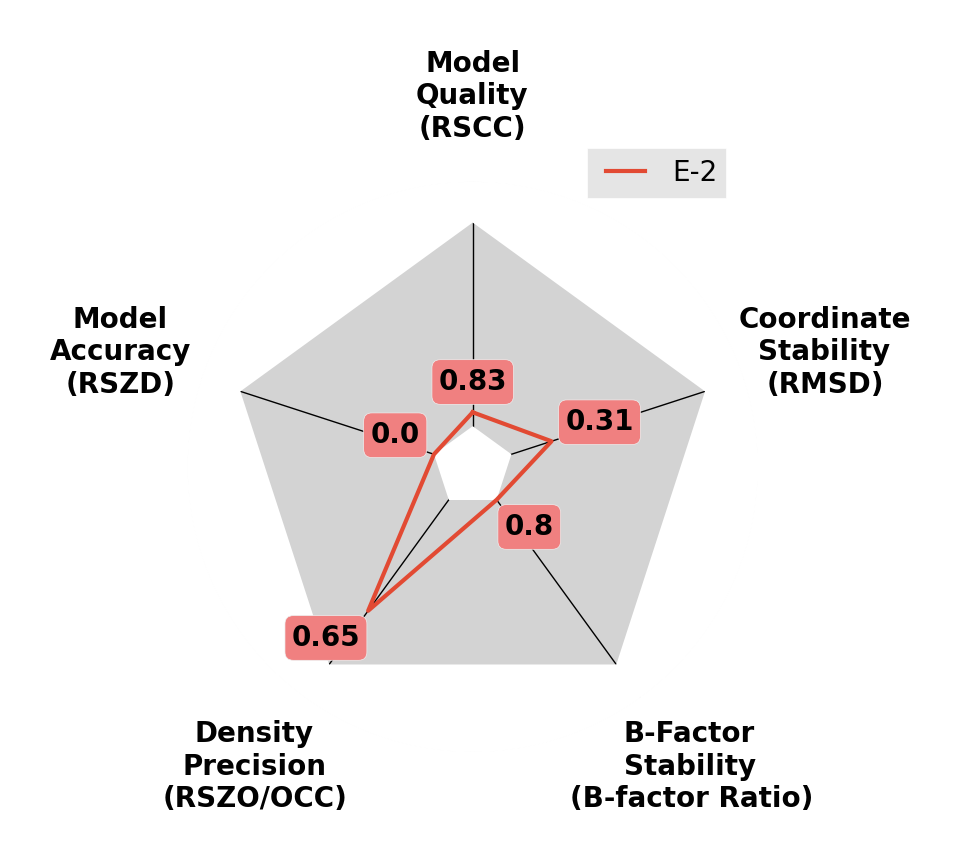 Model
Quality
(RSCC)
E-2
Model
Accuracy
(RSZD)
Coordinate
Stability
(RMSD)
0.83
0.31
0.0
0.8
0.65
Density
Precision
(RSZO/OCC)
B-Factor
Stability
(B-factor Ratio)